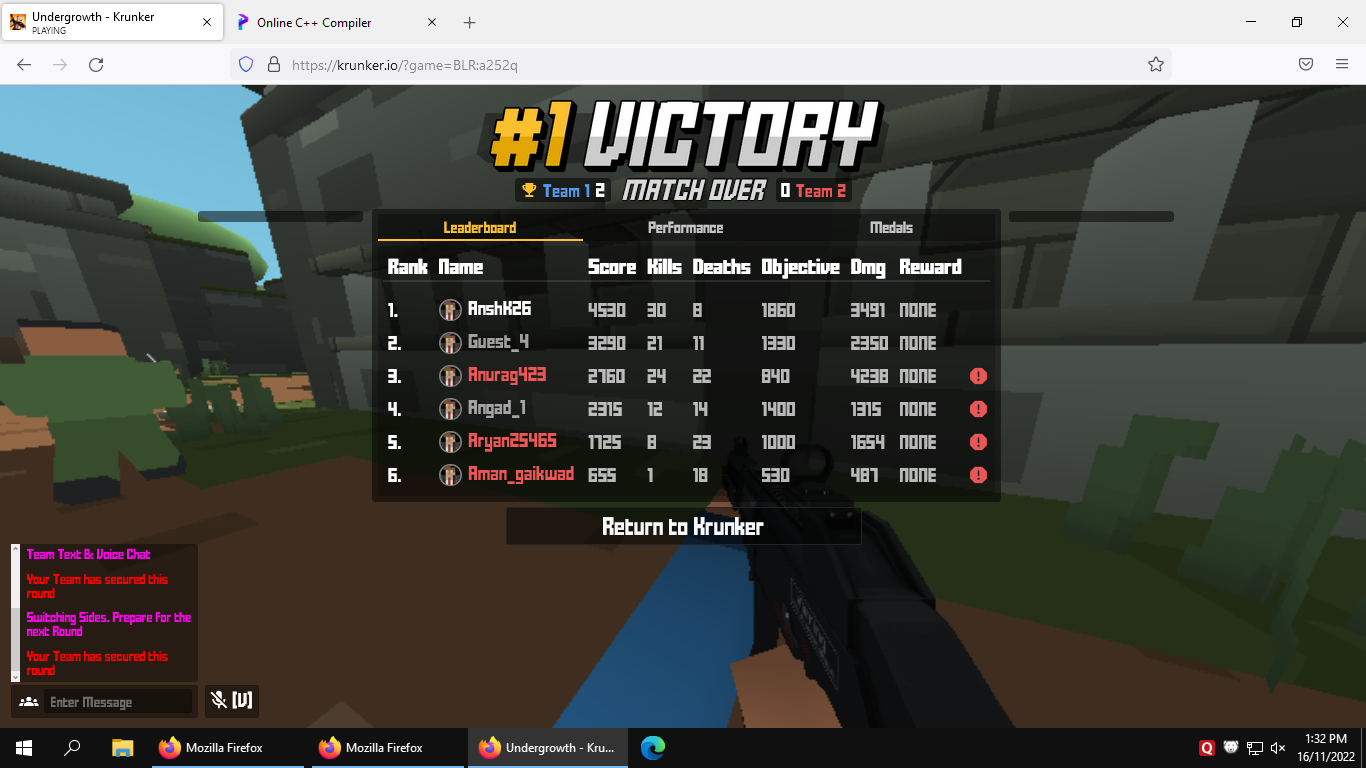 Undergrowth - Krunker
PLAYING
Online C++ Compiler
https://krunker.io/?game=BLR:a252q
#1 VICTORY
Team 1 2 MATCH OVER 0 Team 2
Leaderboard Performance Medals
Rank Name Score Kills Deaths Objective Dmg Reward
1. AnshK26 4530 30 8 1860 3491 NONE
2. Guest_4 3290 21 11 1330 2350 NONE
3. Anurag423 2760 24 22 840 4238 NONE
4. Angad_1 2315 12 14 1400 1315 NONE
5. Aryan25465 1725 8 23 1000 1654 NONE
6. Aman_gaikwad 655 1 18 530 487 NONE
Return to Krunker
Team Text & Voice Chat
Your Team has secured this
round
Switching Sides. Prepare For the
next Round
Your Team has secured this
round
Enter Message
[V]
Mozilla Firefox
Mozilla Firefox
Undergrowth - Kru...
1:32 PM
16/11/2022